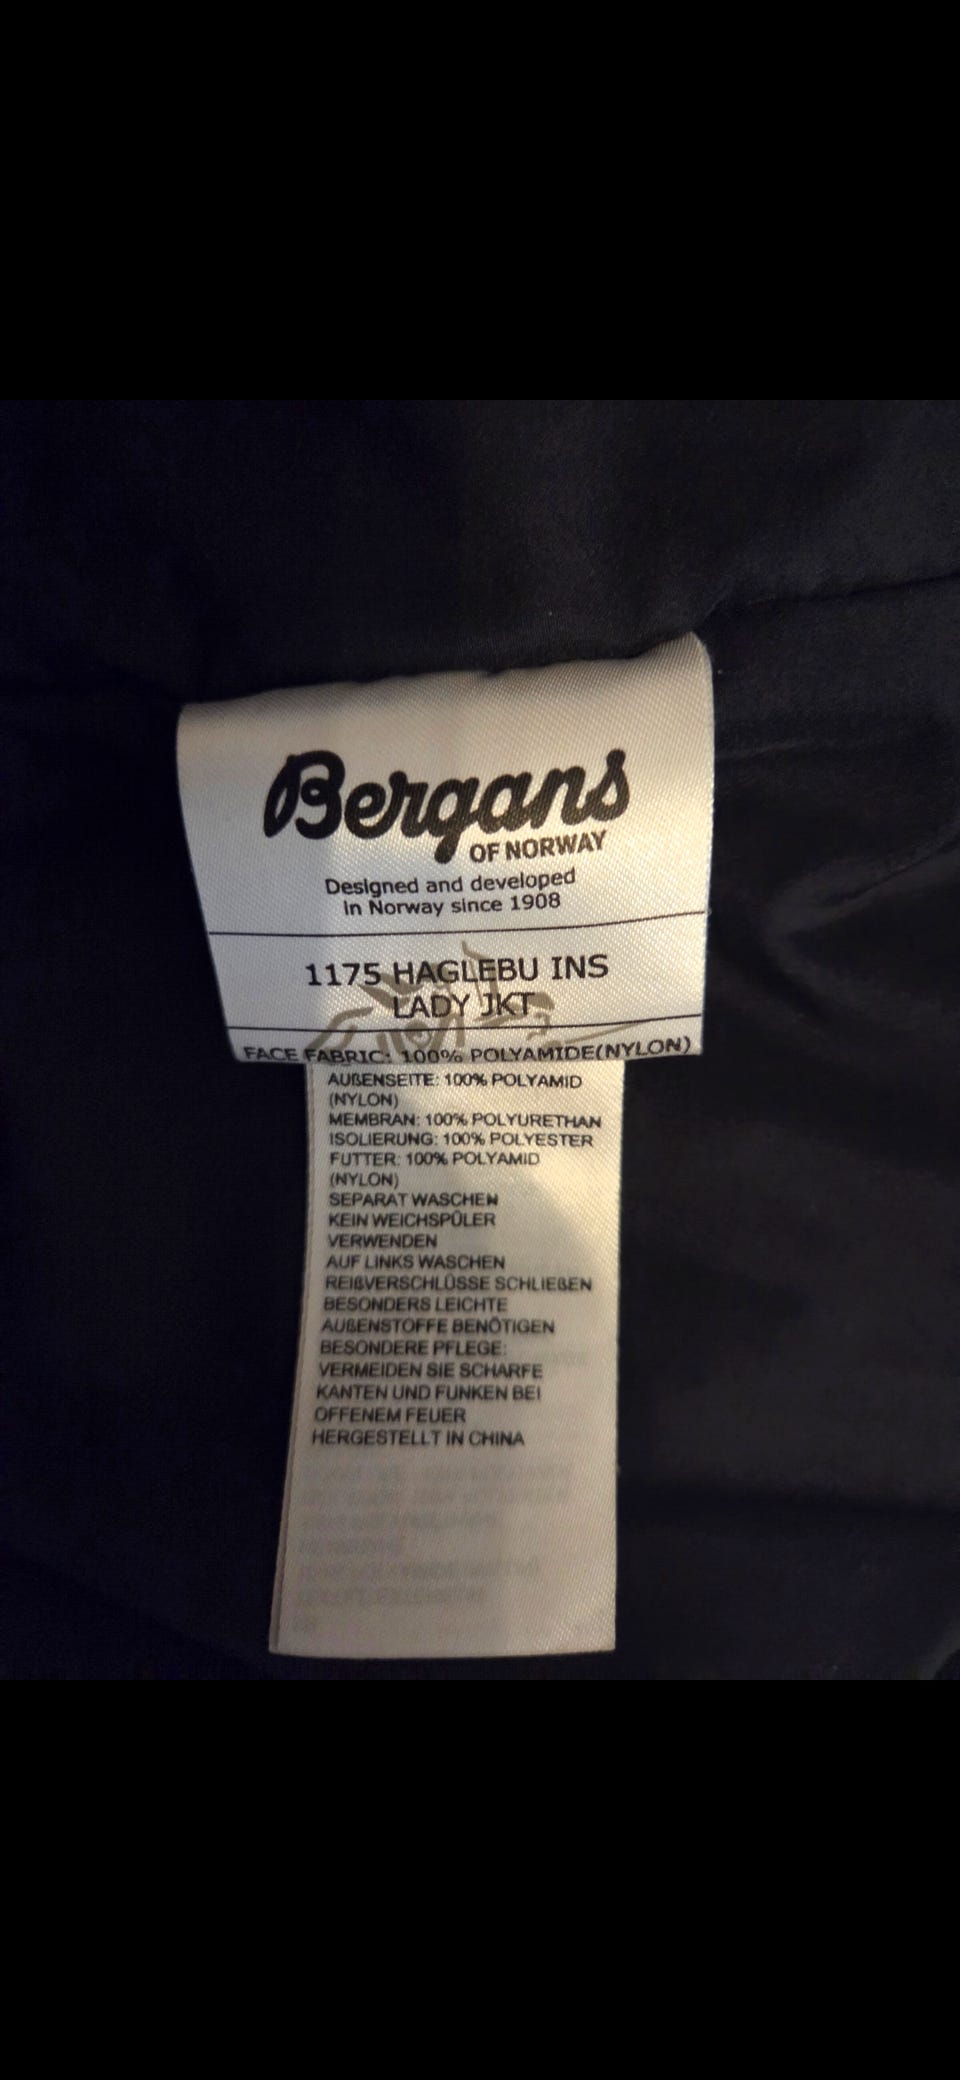 Bergans
OF NORWAY
Designed and developed
in Norway since 1908
1175 HAGLEBU INS
LADY JKT
FACE FABRIC: 100% POLYAMIDE(NYLON)
AUßENSEITE: 100% POLYAMID
(NYLON)
MEMBRAN: 100% POLYURETHAN
ISOLIERUNG: 100% POLYESTER
FUTTER: 100% POLYAMID
(NYLON)
SEPARAT WASCHEN
KEIN WEICHSPÜLER
VERWENDEN
AUF LINKS WASCHEN
REIßVERSCHLÜSSE SCHLIEßEN
BESONDERS LEICHTE
AUßENSTOFFE BENÖTIGEN
BESONDERE PFLEGE:
VERMEIDEN SIE SCHARFE
KANTEN UND FUNKEN BEI
OFFENEM FEUER
HERGESTELLT IN CHINA